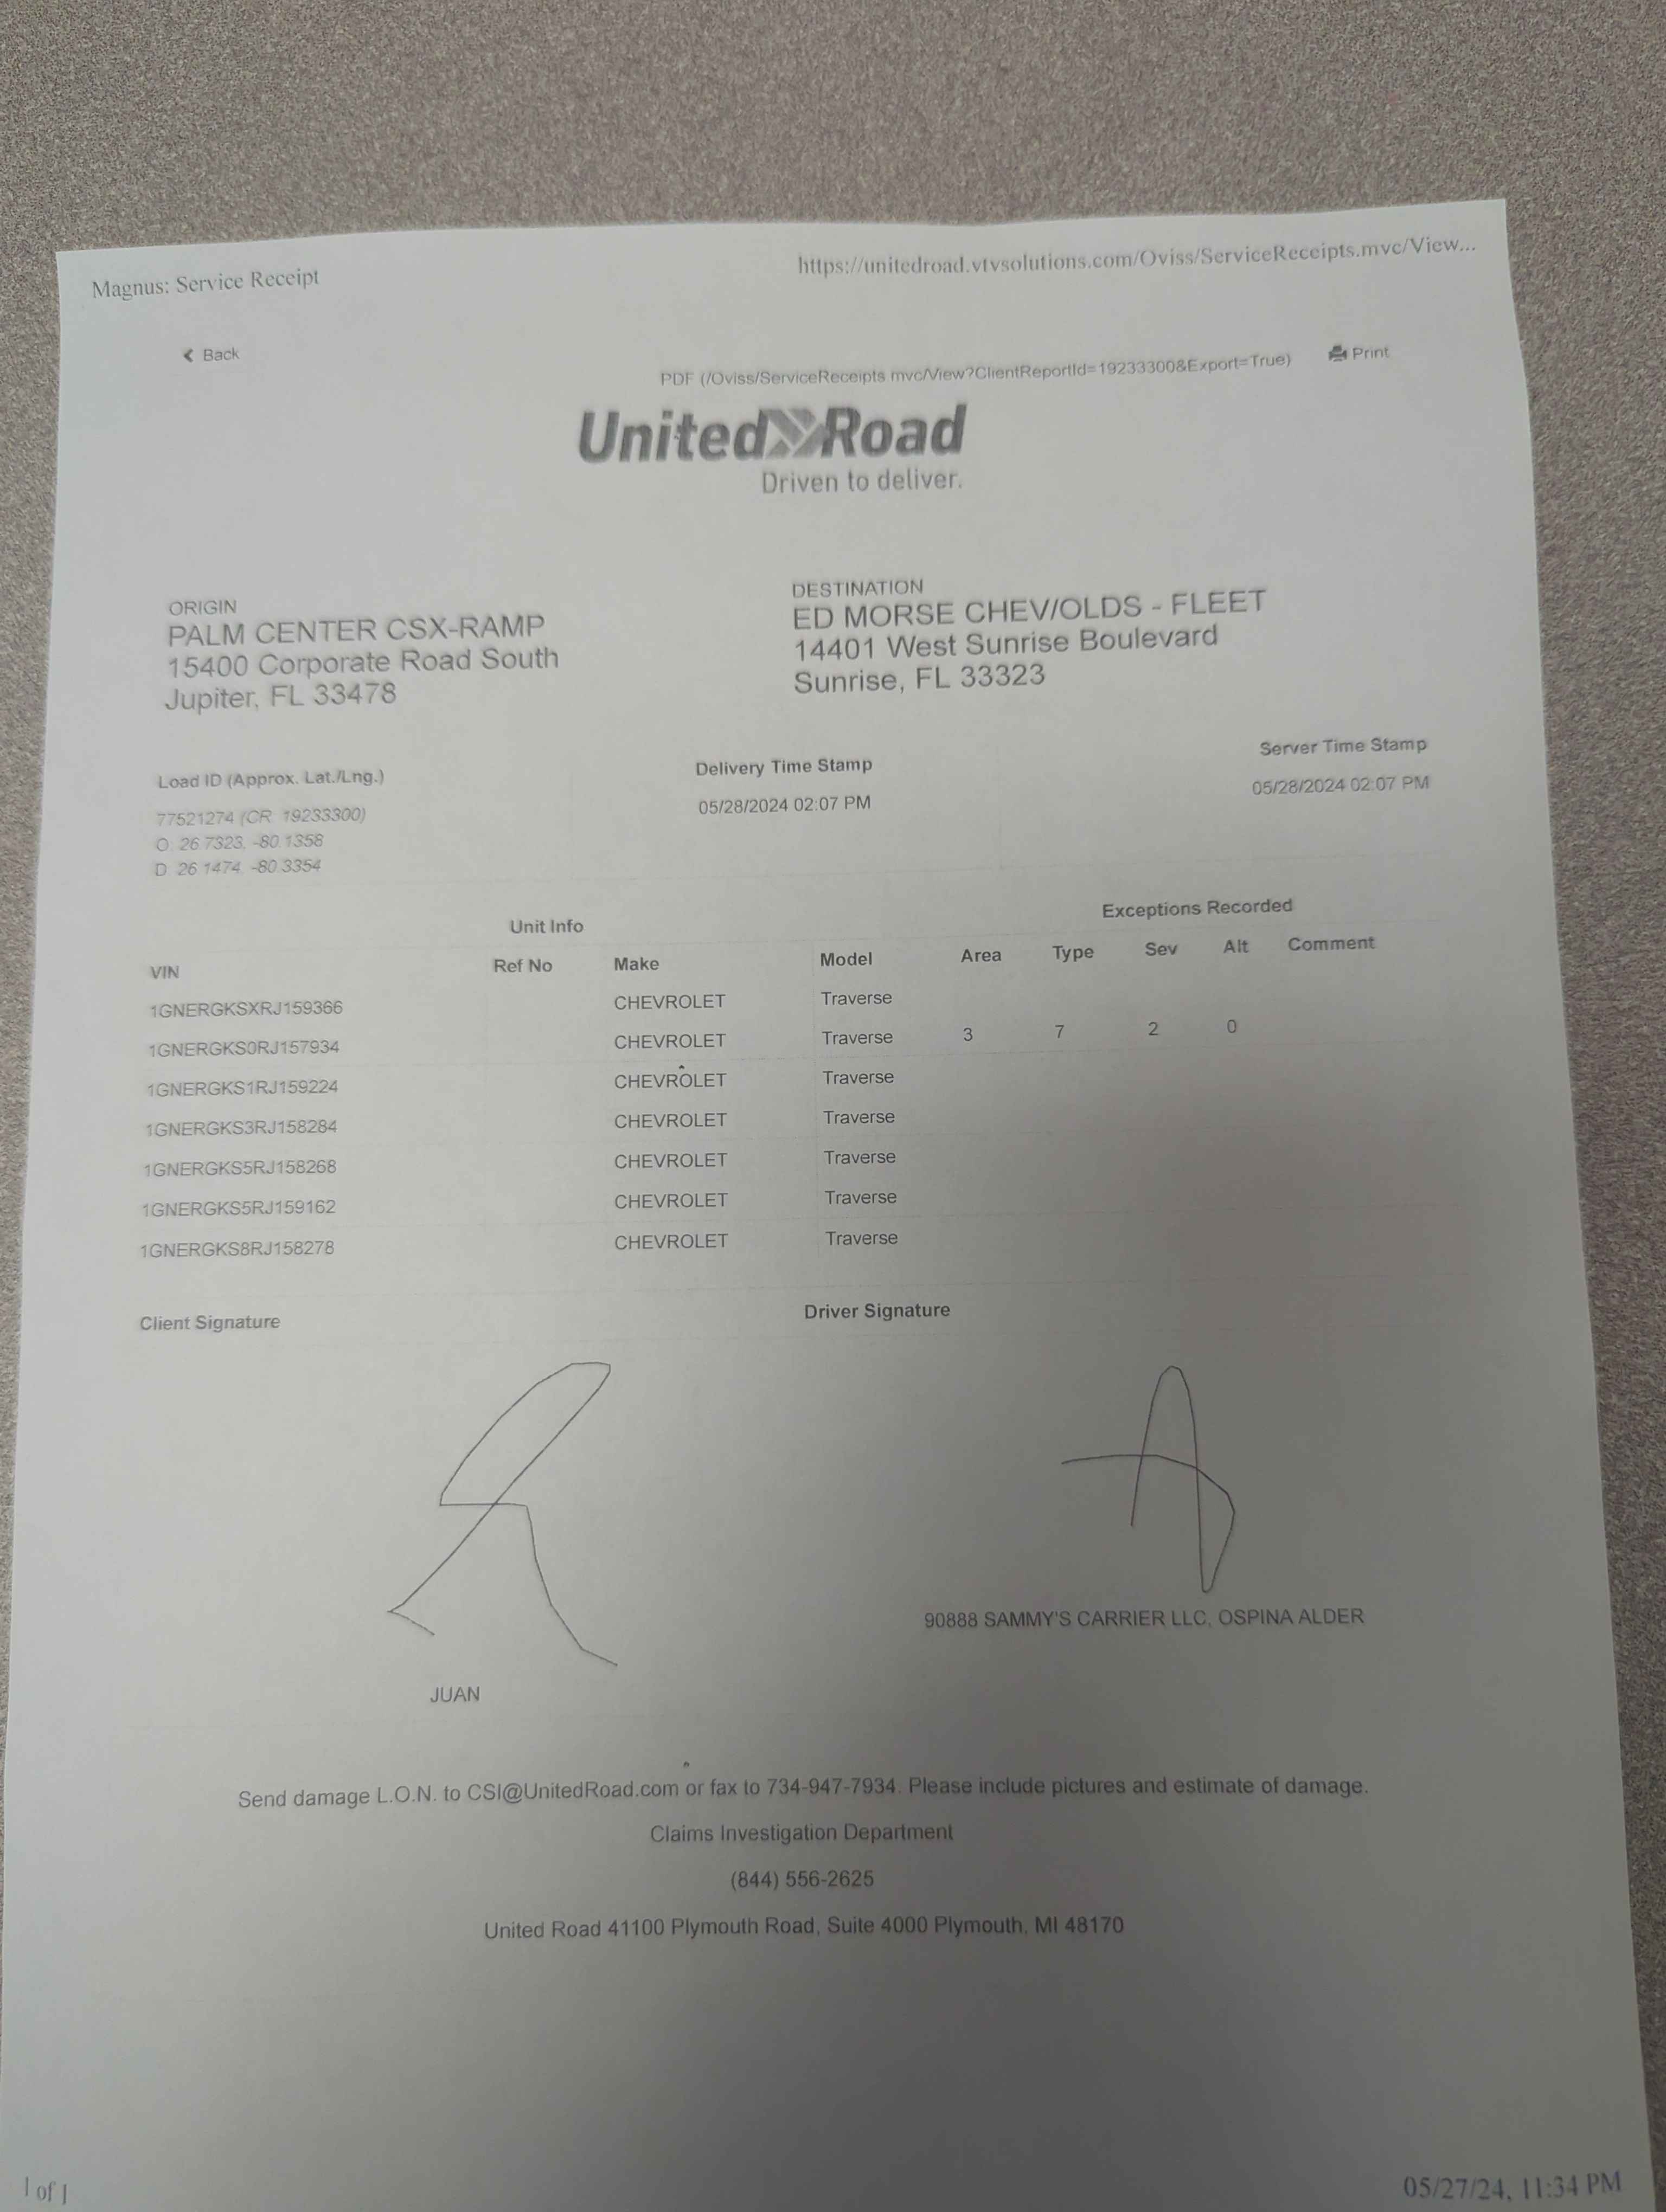 Magnus: Service Receipt
https://unitedroad.vtvsolutions.com/Oviss/ServiceReceipts.mvc/View...
Back
PDF (/Oviss/ServiceReceipts.mvc/View?ClientReportId=19233300&Export=True)
Print
United Road
Driven to deliver.
ORIGIN
PALM CENTER CSX-RAMP
15400 Corporate Road South
Jupiter, FL 33478
DESTINATION
ED MORSE CHEV/OLDS - FLEET
14401 West Sunrise Boulevard
Sunrise, FL 33323
Load ID (Approx. Lat./Lng.)
77521274 (CR: 19233300)
O: 26.7323, -80.1358
D: 26.1474, -80.3354
Delivery Time Stamp
05/28/2024 02:07 PM
Server Time Stamp
05/28/2024 02:07 PM
Unit Info Exceptions Recorded
VIN Ref No Make Model Area Type Sev Alt Comment
1GNERGKSXRJ159366 CHEVROLET Traverse
1GNERGKS0RJ157934 CHEVROLET Traverse 3 7 2 0
1GNERGKS1RJ159224 CHEVROLET Traverse
1GNERGKS3RJ158284 CHEVROLET Traverse
1GNERGKS5RJ158268 CHEVROLET Traverse
1GNERGKS5RJ159162 CHEVROLET Traverse
1GNERGKS8RJ158278 CHEVROLET Traverse
Client Signature
Driver Signature
90888 SAMMY'S CARRIER LLC, OSPINA ALDER
JUAN
Send damage L.O.N. to CSI@UnitedRoad.com or fax to 734-947-7934. Please include pictures and estimate of damage.
Claims Investigation Department
(844) 556-2625
United Road 41100 Plymouth Road, Suite 4000 Plymouth, MI 48170
1 of 1
05/27/24, 11:34 PM